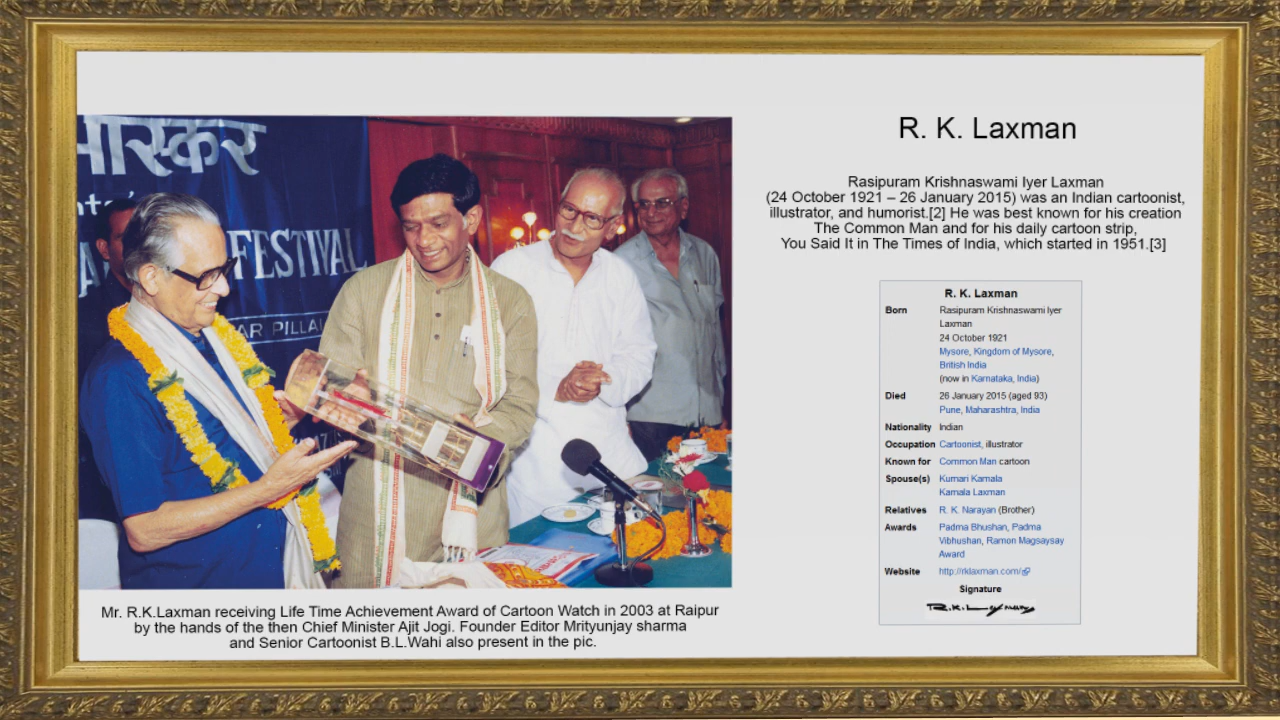 भास्कर
FESTIVAL
AR PILLAI
Mr. R.K.Laxman receiving Life Time Achievement Award of Cartoon Watch in 2003 at Raipur
by the hands of the then Chief Minister Ajit Jogi. Founder Editor Mrityunjay sharma
and Senior Cartoonist B.L.Wahi also present in the pic.
R. K. Laxman
Rasipuram Krishnaswami Iyer Laxman
(24 October 1921 – 26 January 2015) was an Indian cartoonist,
illustrator, and humorist.[2] He was best known for his creation
The Common Man and for his daily cartoon strip,
You Said It in The Times of India, which started in 1951.[3]
R. K. Laxman
Born Rasipuram Krishnaswami Iyer
Laxman
24 October 1921
Mysore, Kingdom of Mysore,
British India
(now in Karnataka, India)
Died 26 January 2015 (aged 93)
Pune, Maharashtra, India
Nationality Indian
Occupation Cartoonist, illustrator
Known for Common Man cartoon
Spouse(s) Kumari Kamala
Kamala Laxman
Relatives R. K. Narayan (Brother)
Awards Padma Bhushan, Padma
Vibhushan, Ramon Magsaysay
Award
Website http://rklaxman.com/
Signature
R.K.Laxman